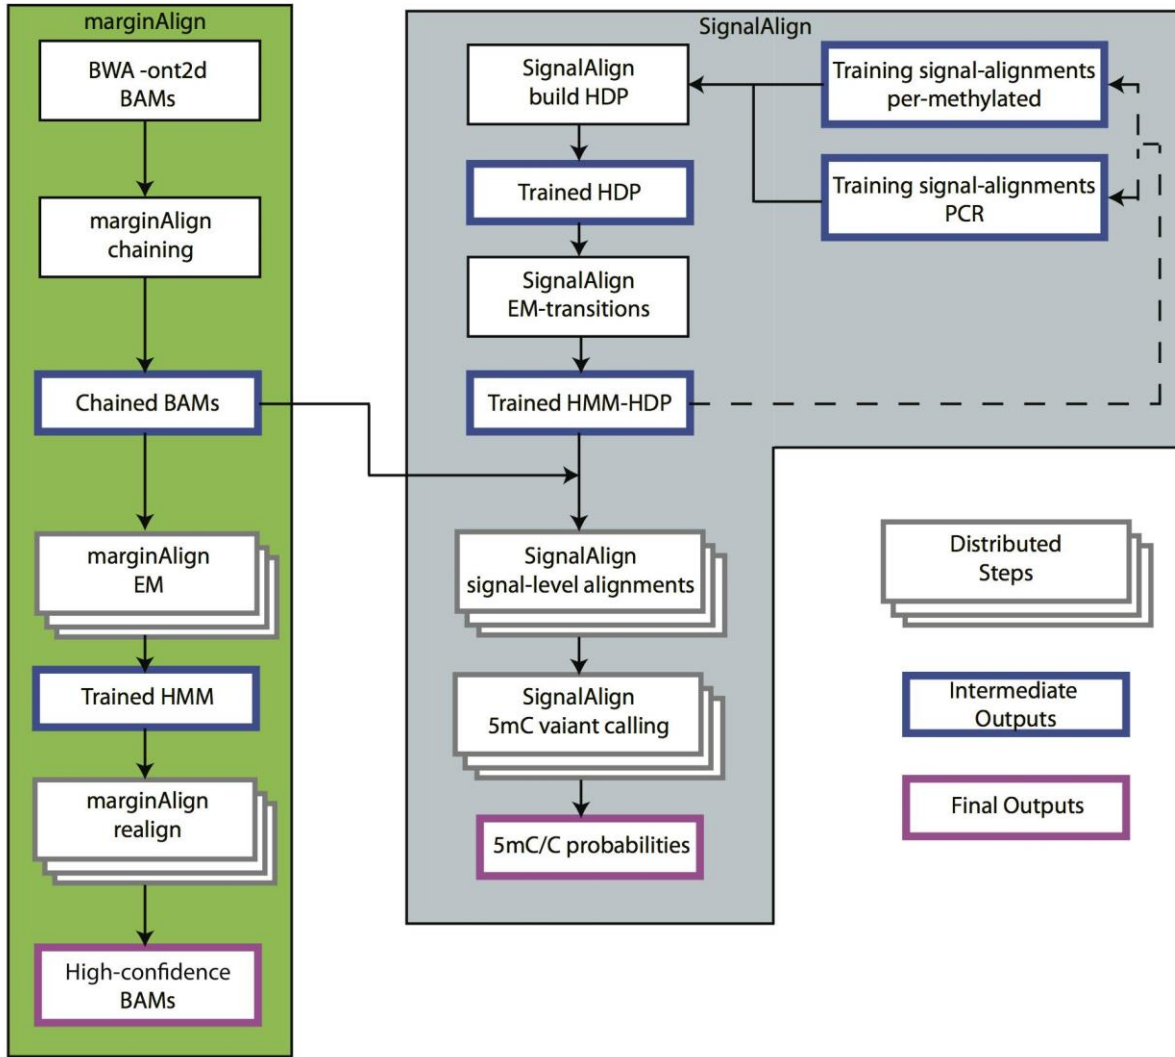 marginAlign
BWA -ont2d
BAMs
marginAlign
chaining
Chained BAMs
marginAlign
EM
Trained HMM
marginAlign
realign
High-confidence
BAMs
SignalAlign
SignalAlign
build HDP
Trained HDP
SignalAlign
EM-transitions
Trained HMM-HDP
SignalAlign
signal-level alignments
SignalAlign
5mC vaiant calling
5mC/C probabilities
Training signal-alignments
per-methylated
Training signal-alignments
PCR
Distributed
Steps
Intermediate
Outputs
Final Outputs